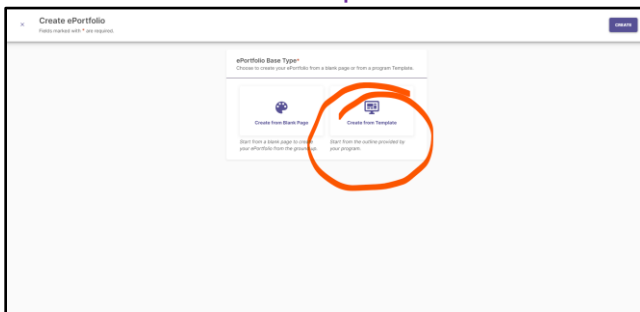 Create ePortfolio
Fields marked with * are required.
CREATE
ePortfolio Base Type*
Choose to create your ePortfolio from a blank page or from a program Template.
Create from Blank Page
Create from Template
Start from a blank page to create
your ePortfolio from the ground up.
Start from the outline provided by
your program.